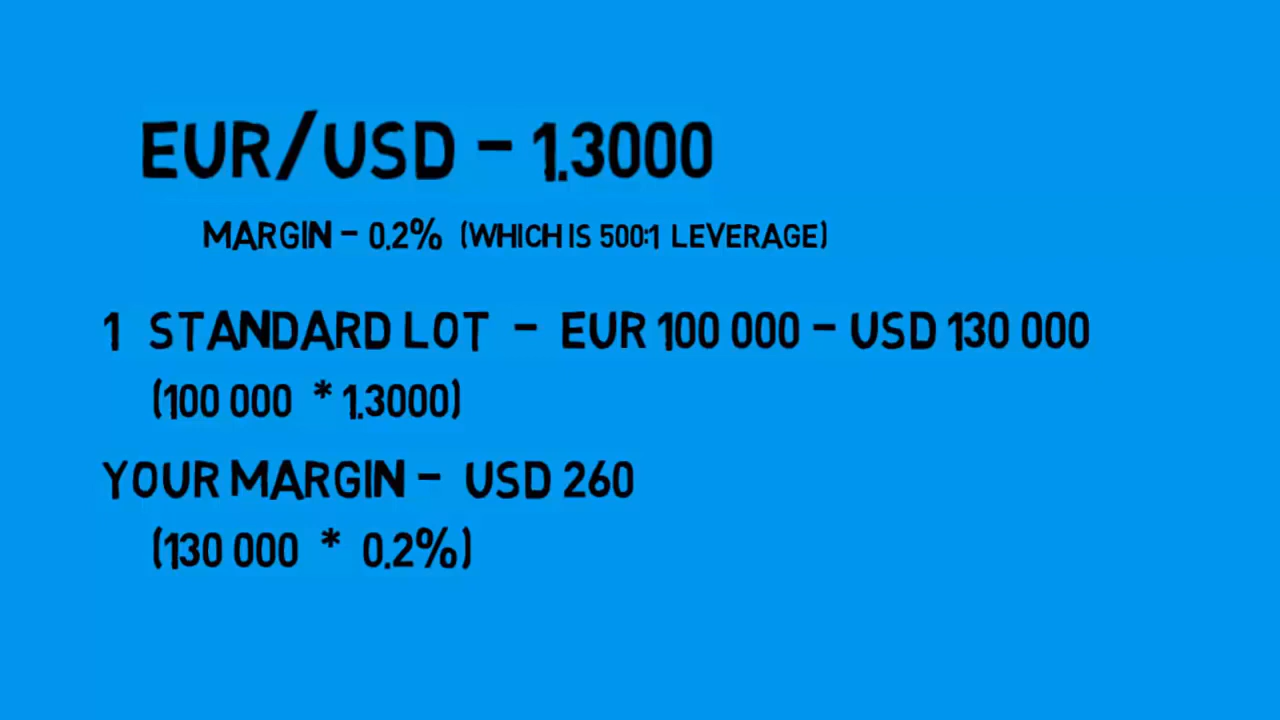 EUR/USD - 1.3000
MARGIN - 0.2% (WHICH IS 500:1 LEVERAGE)
1 STANDARD LOT - EUR 100 000 - USD 130 000
(100 000 * 1.3000)
YOUR MARGIN - USD 260
(130 000 * 0.2%)